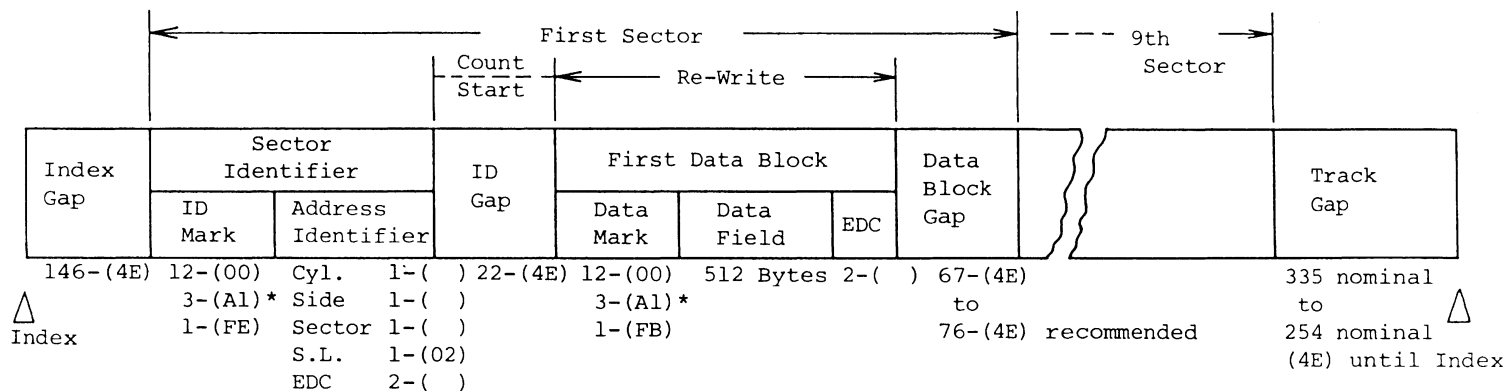 First Sector
--- 9th
Sector
Count
Start
Re-Write
Index
Gap
Sector
Identifier
ID
Mark
Address
Identifier
ID
Gap
First Data Block
Data
Mark
Data
Field
EDC
Data
Block
Gap
Track
Gap
146-(4E) 12-(00) Cyl. 1-( ) 22-(4E) 12-(00) 512 Bytes 2-( ) 67-(4E) 335 nominal
3-(A1)* Side 1-( ) 3-(A1)* to to
Index 1-(FE) Sector 1-( ) 1-(FB) 76-(4E) recommended 254 nominal
S.L. 1-(02) (4E) until Index
EDC 2-( )